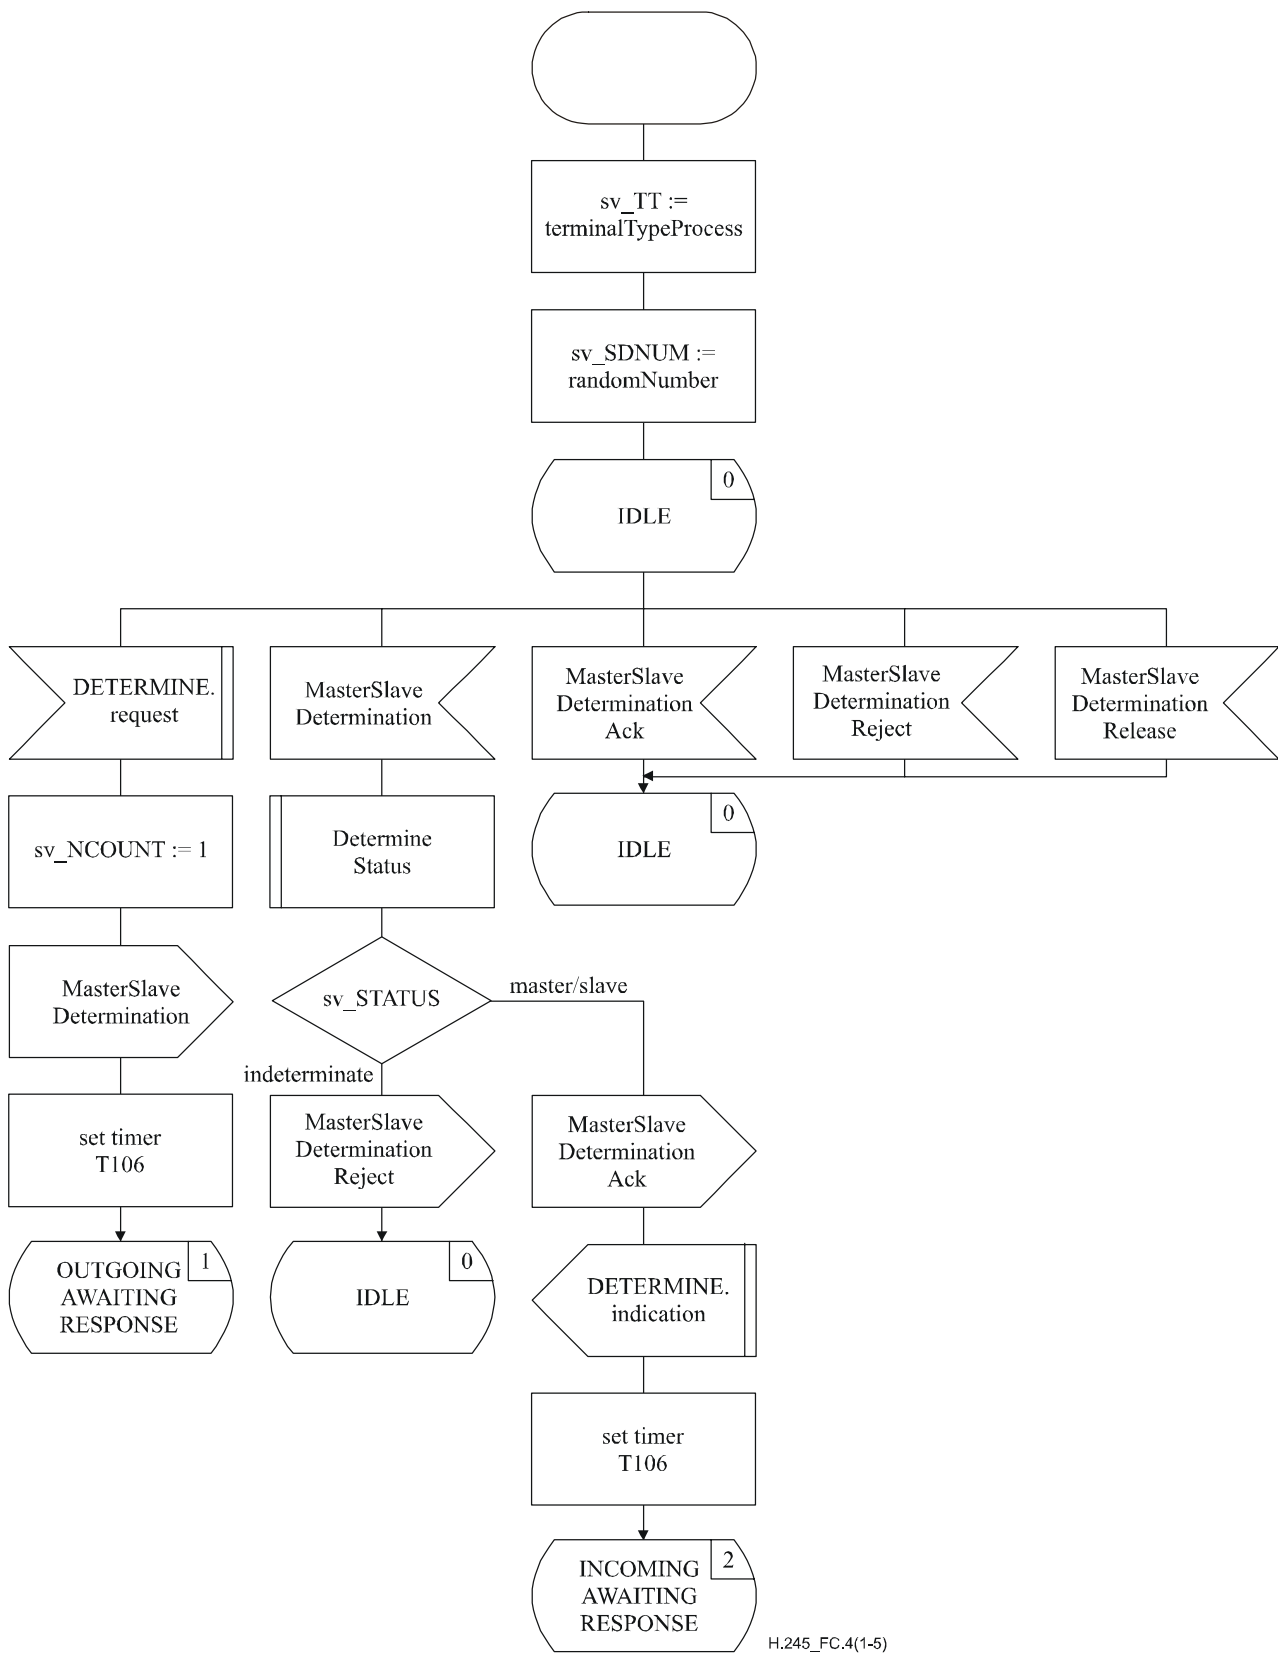 sv_TT :=
terminalTypeProcess
sv_SDNUM :=
randomNumber
0
IDLE
DETERMINE.
request
MasterSlave
Determination
MasterSlave
Determination
Ack
MasterSlave
Determination
Reject
MasterSlave
Determination
Release
sv_NCOUNT := 1
Determine
Status
0
IDLE
MasterSlave
Determination
sv_STATUS
master/slave
indeterminate
set timer
T106
MasterSlave
Determination
Reject
MasterSlave
Determination
Ack
1
OUTGOING
AWAITING
RESPONSE
0
IDLE
DETERMINE.
indication
set timer
T106
2
INCOMING
AWAITING
RESPONSE
H.245_FC.4(1-5)